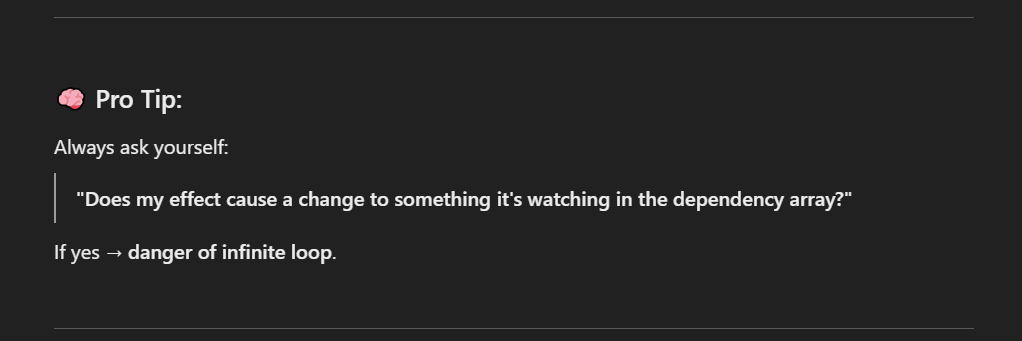 🧠 Pro Tip:
Always ask yourself:
"Does my effect cause a change to something it's watching in the dependency array?"
If yes → danger of infinite loop.